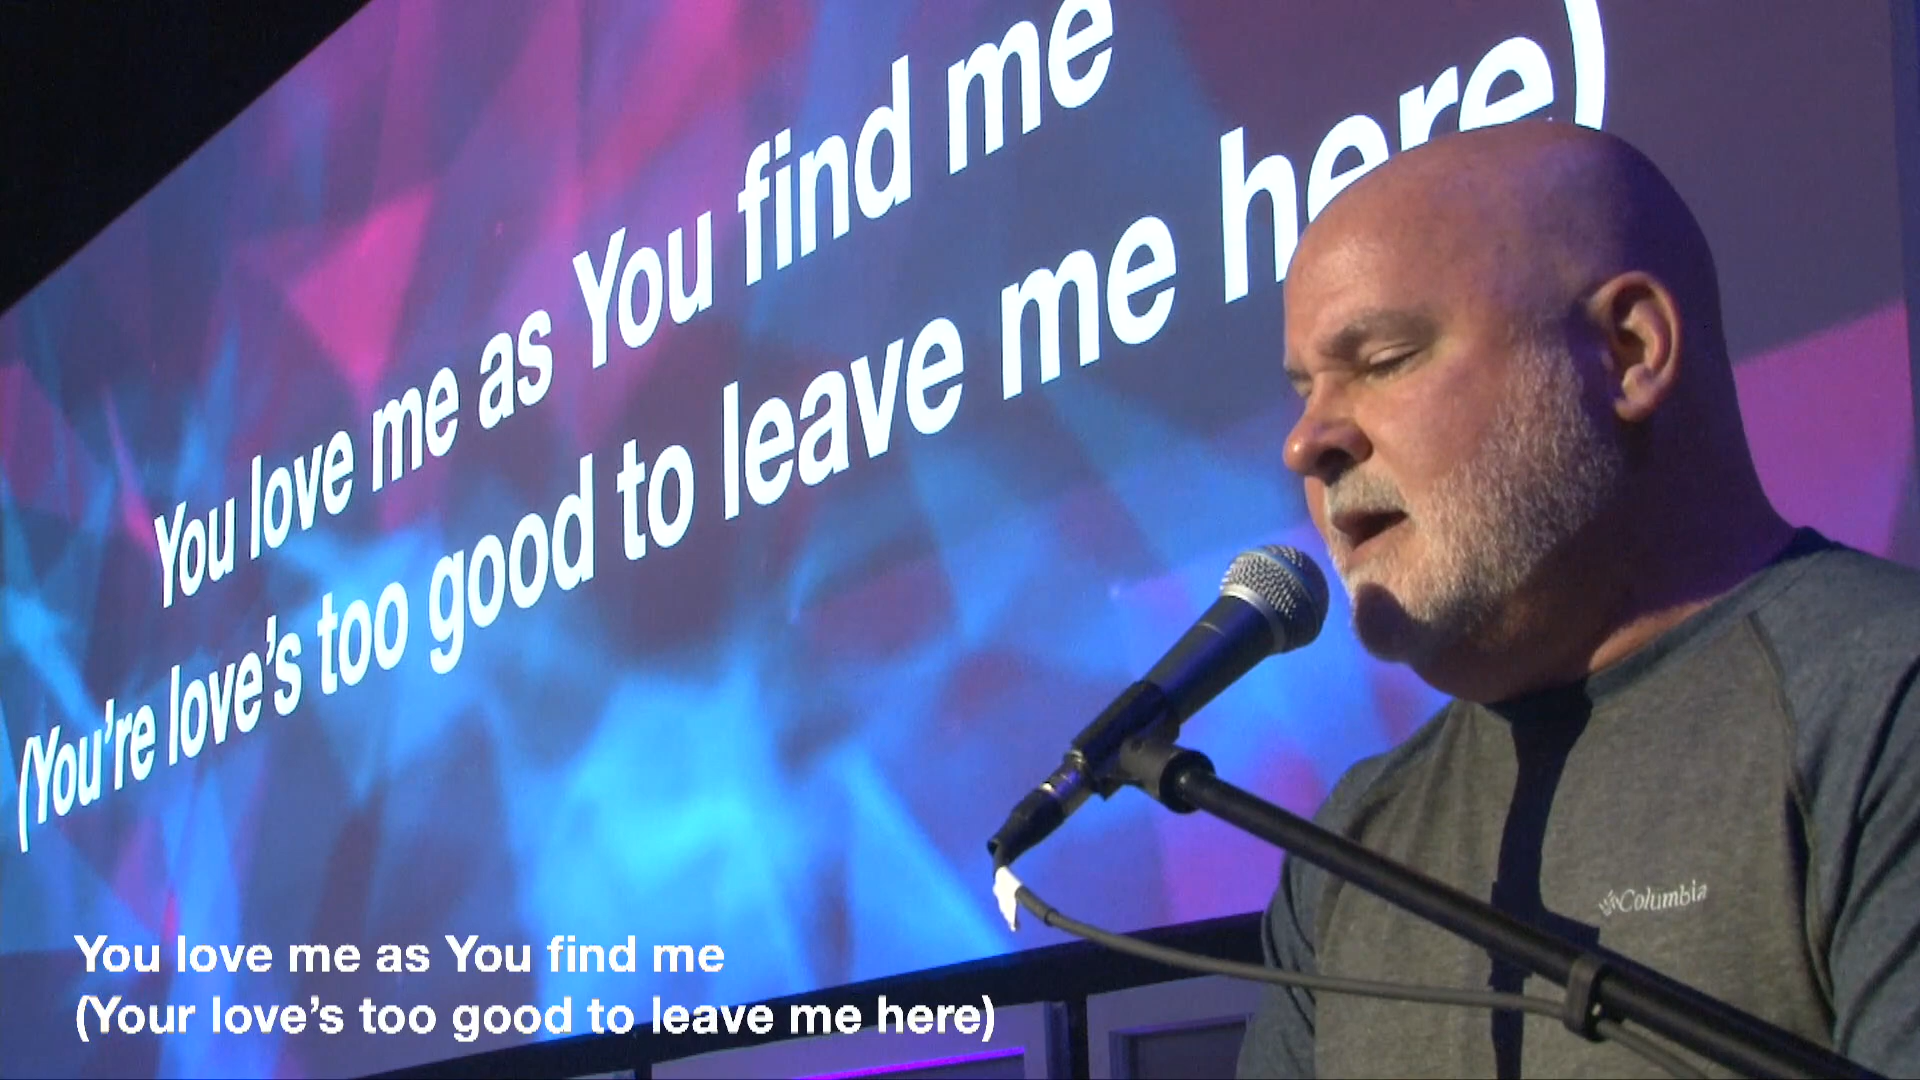 You love me as You find me
(You're love's too good to leave me here)
Columbia
You love me as You find me
(Your love's too good to leave me here)